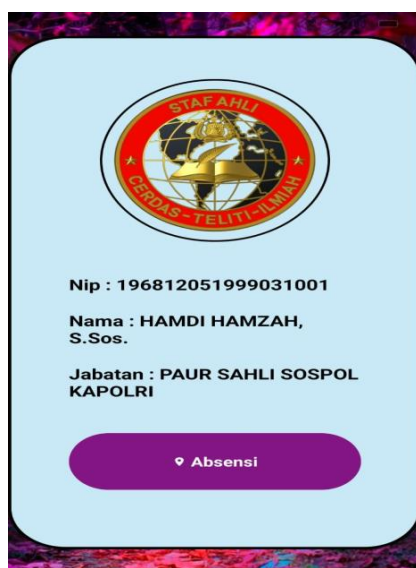 STAF AHLI
CERDAS-TELITI-ILMIAH
Nip : 196812051999031001
Nama : HAMDI HAMZAH,
S.Sos.
Jabatan : PAUR SAHLI SOSPOL
KAPOLRI
Absensi